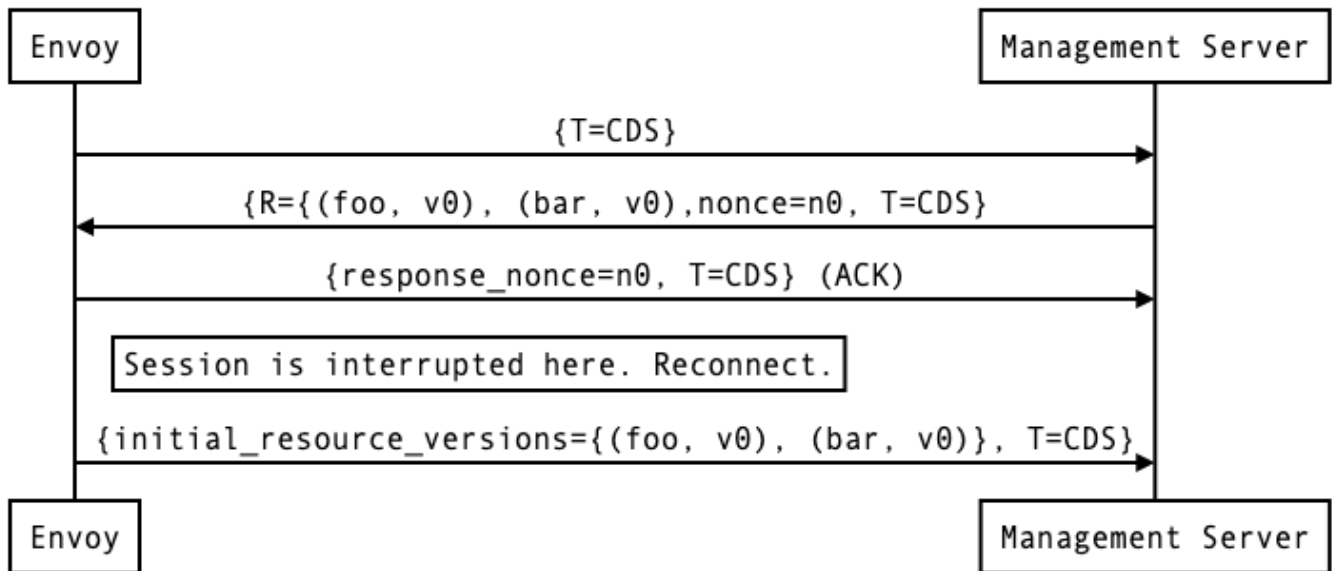 Envoy
Management Server
{T=CDS}
{R={(foo, v0), (bar, v0),nonce=n0, T=CDS}
{response_nonce=n0, T=CDS} (ACK)
Session is interrupted here. Reconnect.
{initial_resource_versions={(foo, v0), (bar, v0)}, T=CDS}
Envoy
Management Server